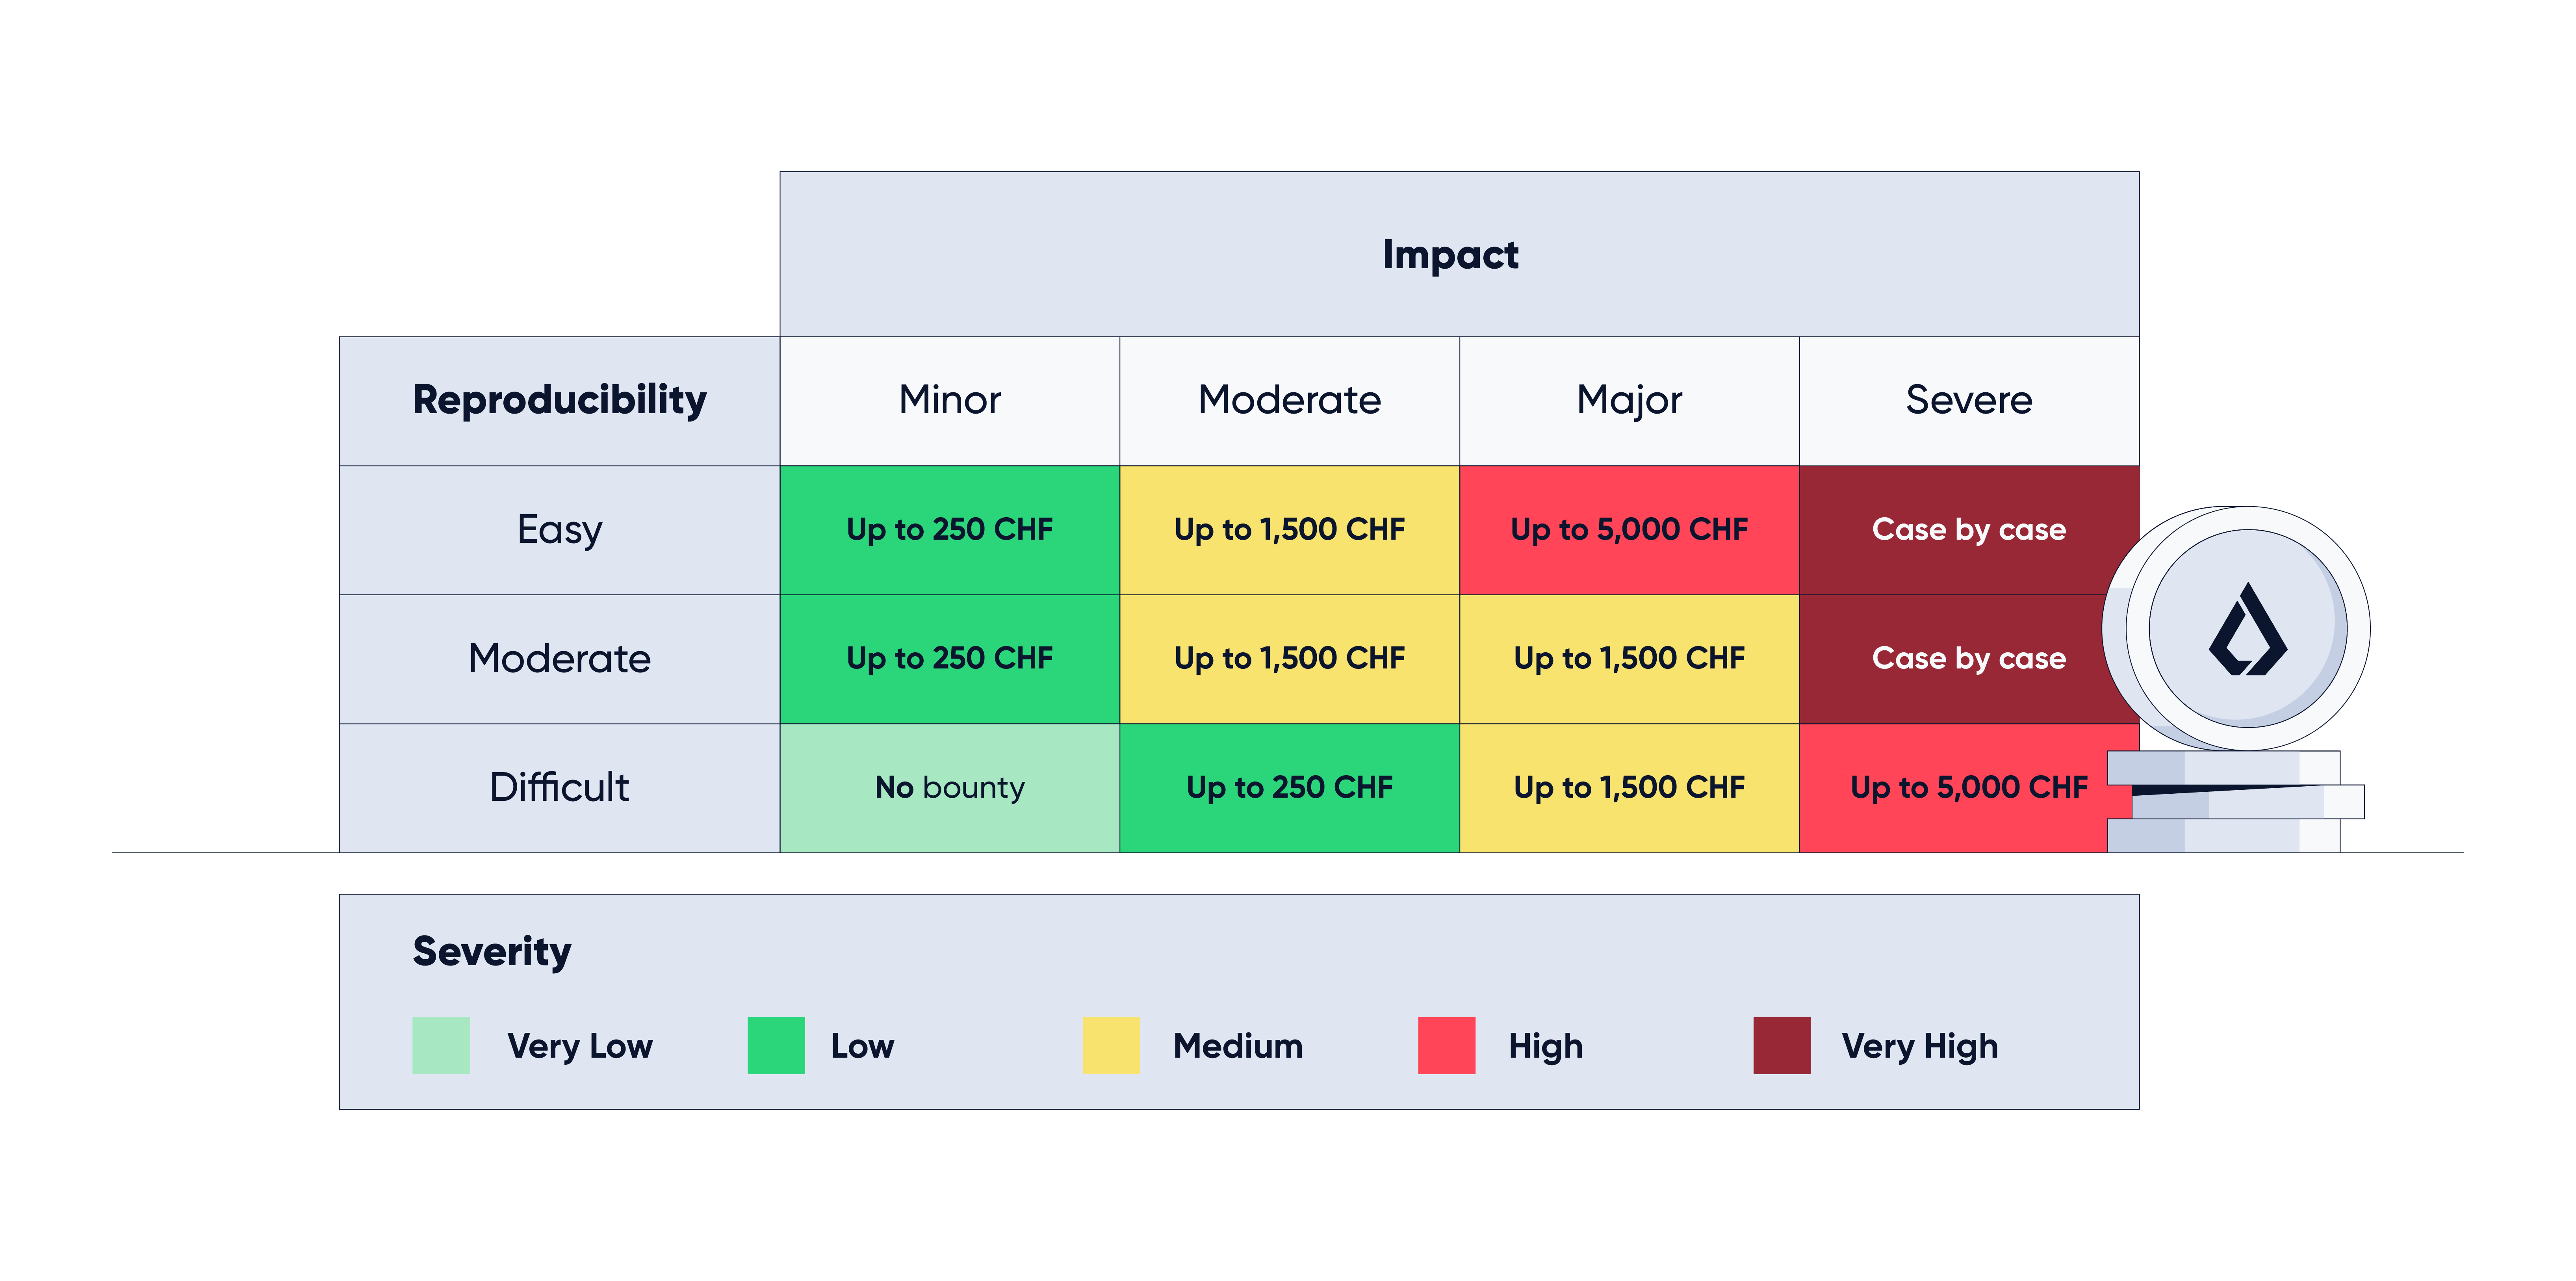 Impact
Reproducibility Minor Moderate Major Severe
Easy Up to 250 CHF Up to 1,500 CHF Up to 5,000 CHF Case by case
Moderate Up to 250 CHF Up to 1,500 CHF Up to 1,500 CHF Case by case
Difficult No bounty Up to 250 CHF Up to 1,500 CHF Up to 5,000 CHF
Severity
Very Low Low Medium High Very High